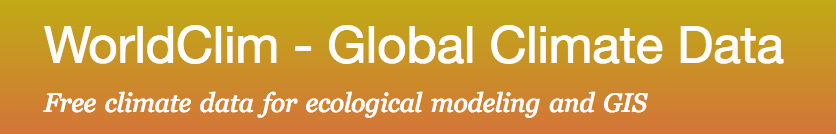 WorldClim - Global Climate Data
Free climate data for ecological modeling and GIS